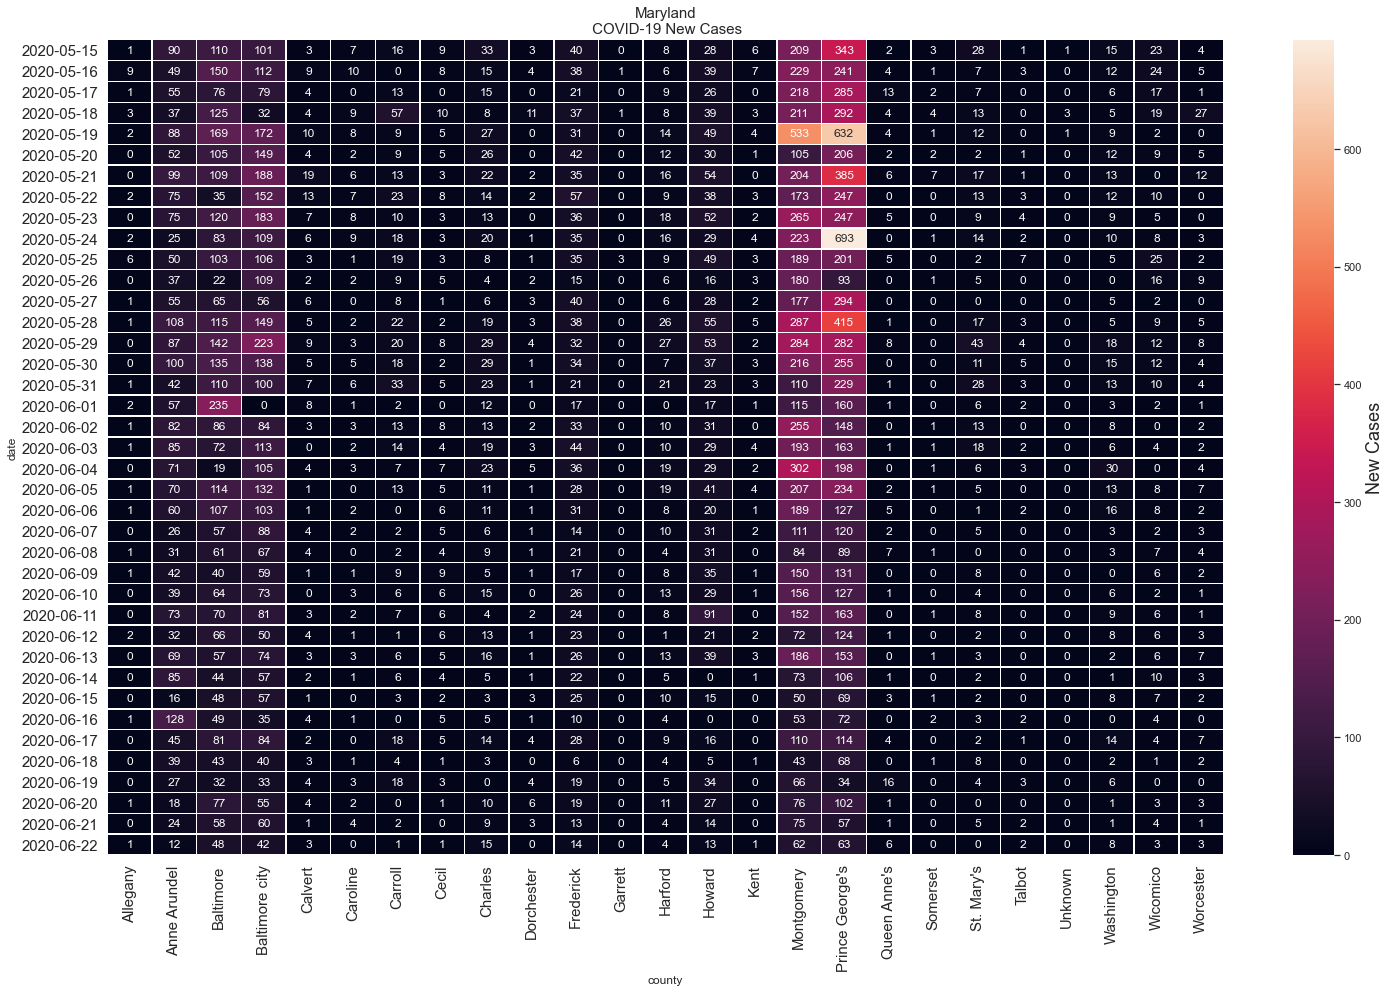 Maryland
COVID-19 New Cases
2020-05-15 1 90 110 101 3 7 16 9 33 3 40 0 8 28 6 209 343 2 3 28 1 1 15 23 4
2020-05-16 9 49 150 112 9 10 0 8 15 4 38 1 6 39 7 229 241 4 1 7 3 0 12 24 5
2020-05-17 1 55 76 79 4 0 13 0 15 0 21 0 9 26 0 218 285 13 2 7 0 0 6 17 1
2020-05-18 3 37 125 32 4 9 57 10 8 11 37 1 8 39 3 211 292 4 4 13 0 3 5 19 27
2020-05-19 2 88 169 172 10 8 9 5 27 0 31 0 14 49 4 533 632 4 1 12 0 1 9 2 0
2020-05-20 0 52 105 149 4 2 9 5 26 0 42 0 12 30 1 105 206 2 2 2 1 0 12 9 5
2020-05-21 0 99 109 188 19 6 13 3 22 2 35 0 16 54 0 204 385 6 7 17 1 0 13 0 12
2020-05-22 2 75 35 152 13 7 23 8 14 2 57 0 9 38 3 173 247 0 0 13 3 0 12 10 0
2020-05-23 0 75 120 183 7 8 10 3 13 0 36 0 18 52 2 265 247 5 0 9 4 0 9 5 0
2020-05-24 2 25 83 109 6 9 18 3 20 1 35 0 16 29 4 223 693 0 1 14 2 0 10 8 3
2020-05-25 6 50 103 106 3 1 19 3 8 1 35 3 9 49 3 189 201 5 0 2 7 0 5 25 2
2020-05-26 0 37 22 109 2 2 9 5 4 2 15 0 6 16 3 180 93 0 1 5 0 0 0 16 9
2020-05-27 1 55 65 56 6 0 8 1 6 3 40 0 6 28 2 177 294 0 0 0 0 0 5 2 0
2020-05-28 1 108 115 149 5 2 22 2 19 3 38 0 26 55 5 287 415 1 0 17 3 0 5 9 5
2020-05-29 0 87 142 223 9 3 20 8 29 4 32 0 27 53 2 284 282 8 0 43 4 0 18 12 8
2020-05-30 0 100 135 138 5 5 18 2 29 1 34 0 7 37 3 216 255 0 0 11 5 0 15 12 4
2020-05-31 1 42 110 100 7 6 33 5 23 1 21 0 21 23 3 110 229 1 0 28 3 0 13 10 4
2020-06-01 2 57 235 0 8 1 2 0 12 0 17 0 0 17 1 115 160 1 0 6 2 0 3 2 1
2020-06-02 1 82 86 84 3 3 13 8 13 2 33 0 10 31 0 255 148 1 0 13 0 0 8 0 2
2020-06-03 1 85 72 113 0 2 14 4 19 3 44 0 10 29 4 193 163 1 1 18 2 0 6 4 2
2020-06-04 0 71 19 105 4 3 7 7 23 5 36 0 19 29 2 302 198 0 1 6 3 0 30 0 4
2020-06-05 1 70 114 132 1 0 13 5 11 1 28 0 19 41 4 207 234 2 1 5 0 0 13 8 7
2020-06-06 1 60 107 103 1 2 0 6 11 1 31 0 8 20 1 189 127 5 0 1 2 0 16 8 2
2020-06-07 0 26 57 88 4 2 2 5 6 1 14 0 10 31 2 111 120 2 0 5 0 0 3 2 3
2020-06-08 1 31 61 67 4 0 2 4 9 1 21 0 4 31 0 84 89 7 1 0 0 0 3 7 4
2020-06-09 1 42 40 59 1 1 9 9 5 1 17 0 8 35 1 150 131 0 0 8 0 0 0 6 2
2020-06-10 0 39 64 73 0 3 6 6 15 0 26 0 13 29 1 156 127 1 0 4 0 0 6 2 1
2020-06-11 0 73 70 81 3 2 7 6 4 2 24 0 8 91 0 152 163 0 1 8 0 0 9 6 1
2020-06-12 2 32 66 50 4 1 1 6 13 1 23 0 1 21 2 72 124 1 0 2 0 0 8 6 3
2020-06-13 0 69 57 74 3 3 6 5 16 1 26 0 13 39 3 186 153 0 1 3 0 0 2 6 7
2020-06-14 0 85 44 57 2 1 6 4 5 1 22 0 5 0 1 73 106 1 0 2 0 0 1 10 3
2020-06-15 0 16 48 57 1 0 3 2 3 3 25 0 10 15 0 50 69 3 1 2 0 0 8 7 2
2020-06-16 1 128 49 35 4 1 0 5 5 1 10 0 4 0 0 53 72 0 2 3 2 0 0 4 0
2020-06-17 0 45 81 84 2 0 18 5 14 4 28 0 9 16 0 110 114 4 0 2 1 0 14 4 7
2020-06-18 0 39 43 40 3 1 4 1 3 0 6 0 4 5 1 43 68 0 1 8 0 0 2 1 2
2020-06-19 0 27 32 33 4 3 18 3 0 4 19 0 5 34 0 66 34 16 0 4 3 0 6 0 0
2020-06-20 1 18 77 55 4 2 0 1 10 6 19 0 11 27 0 76 102 1 0 0 0 0 1 3 3
2020-06-21 0 24 58 60 1 4 2 0 9 3 13 0 4 14 0 75 57 1 0 5 2 0 1 4 1
2020-06-22 1 12 48 42 3 0 1 1 15 0 14 0 4 13 1 62 63 6 0 0 2 0 8 3 3
date
Allegany
Anne Arundel
Baltimore
Baltimore city
Calvert
Caroline
Carroll
Cecil
Charles
Dorchester
Frederick
Garrett
Harford
Howard
Kent
Montgomery
Prince George's
Queen Anne's
Somerset
St. Mary's
Talbot
Unknown
Washington
Wicomico
Worcester
county
600
500
400
300
200
100
0
New Cases